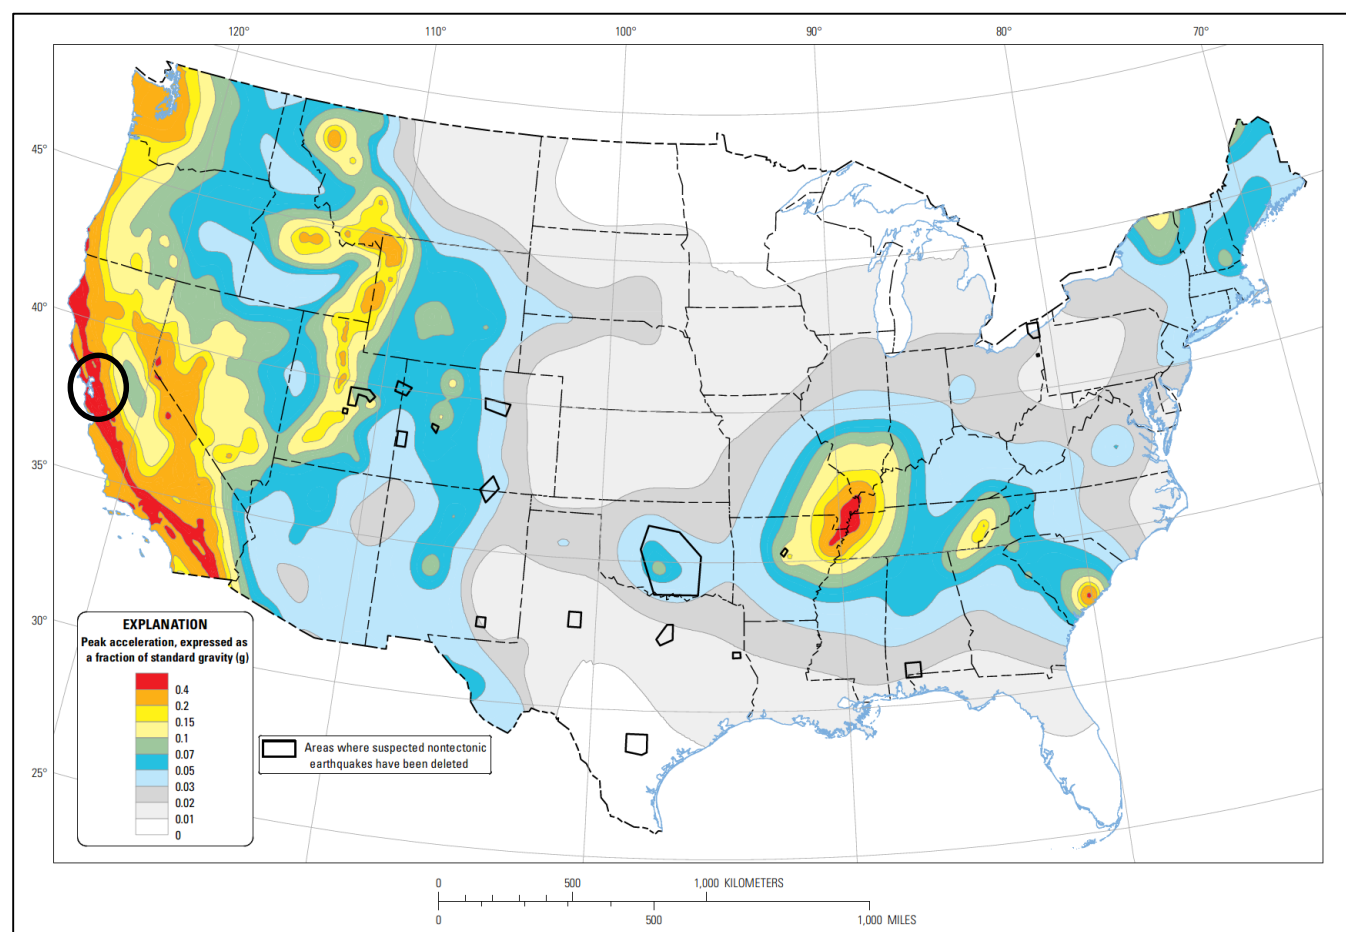 120° 110° 100° 90° 80° 70°
45°
40°
35°
30°
25°
EXPLANATION
Peak acceleration, expressed as
a fraction of standard gravity (g)
0.4
0.2
0.15
0.1
0.07
0.05
0.03
0.02
0.01
0
Areas where suspected nontectonic
earthquakes have been deleted
0 500 1,000 KILOMETERS
0 500 1,000 MILES